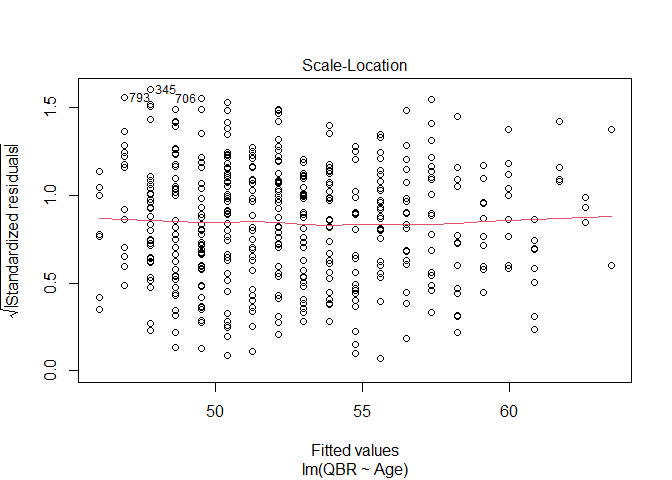 Scale-Location
√|Standardized residuals|
1.5
1.0
0.5
0.0
793
345
706
50
55
60
Fitted values
lm(QBR ~ Age)